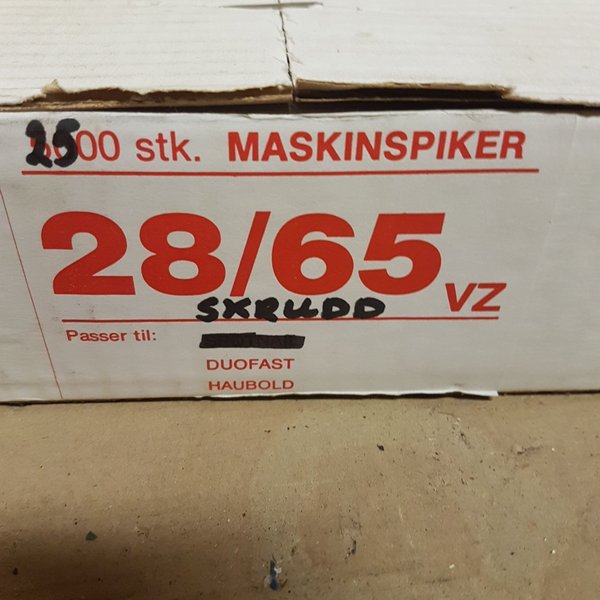 2500 stk. MASKINSPIKER
28/65 VZ
SKRUDD
Passer til:
DUOFAST
HAUBOLD